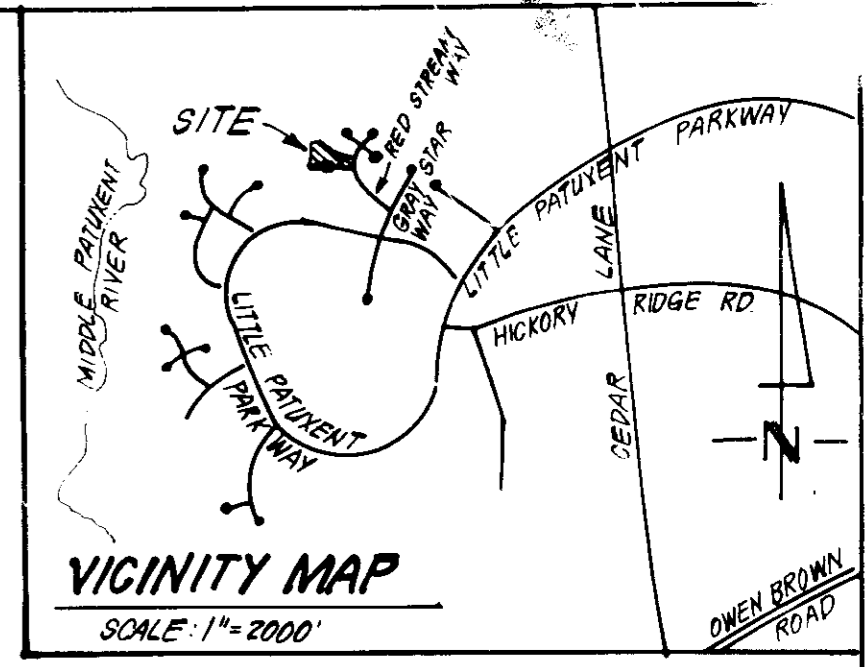 SITE
RED STREAM
WAY
GRAY STAR
WAY
LITTLE PATUXENT PARKWAY
MIDDLE PATUXENT
RIVER
LITTLE PATUXENT
PARKWAY
HICKORY RIDGE RD.
CEDAR LANE
N
VICINITY MAP
SCALE: 1"=2000'
OWEN BROWN
ROAD